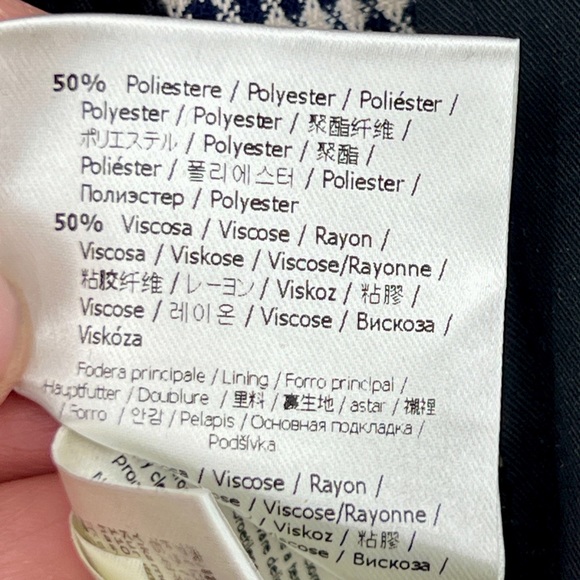 50% Poliestere / Polyester / Poliéster /
Polyester / Polyester / 聚酯纤维 /
ポリエステル / Polyester / 聚酯 /
Poliéster / 폴리에스터 / Poliester /
Полиэстер / Polyester
50% Viscosa / Viscose / Rayon /
Viscosa / Viskose / Viscose/Rayonne /
粘胶纤维 / レーヨン / Viskoz / 粘膠 /
Viscose / 레이온 / Viscose / Вискоза /
Viskóza
Fodera principale / Lining / Forro principal /
Hauptfutter / Doublure / 里料 / 裏生地 / astar / 襯裡
/ Forro / 안감 / Pelapis / Основная подкладка /
Podšívka
/ Viscose / Rayon /
/ Viscose/Rayonne /
Viskoz / 粘膠 /
/ Вискоза /